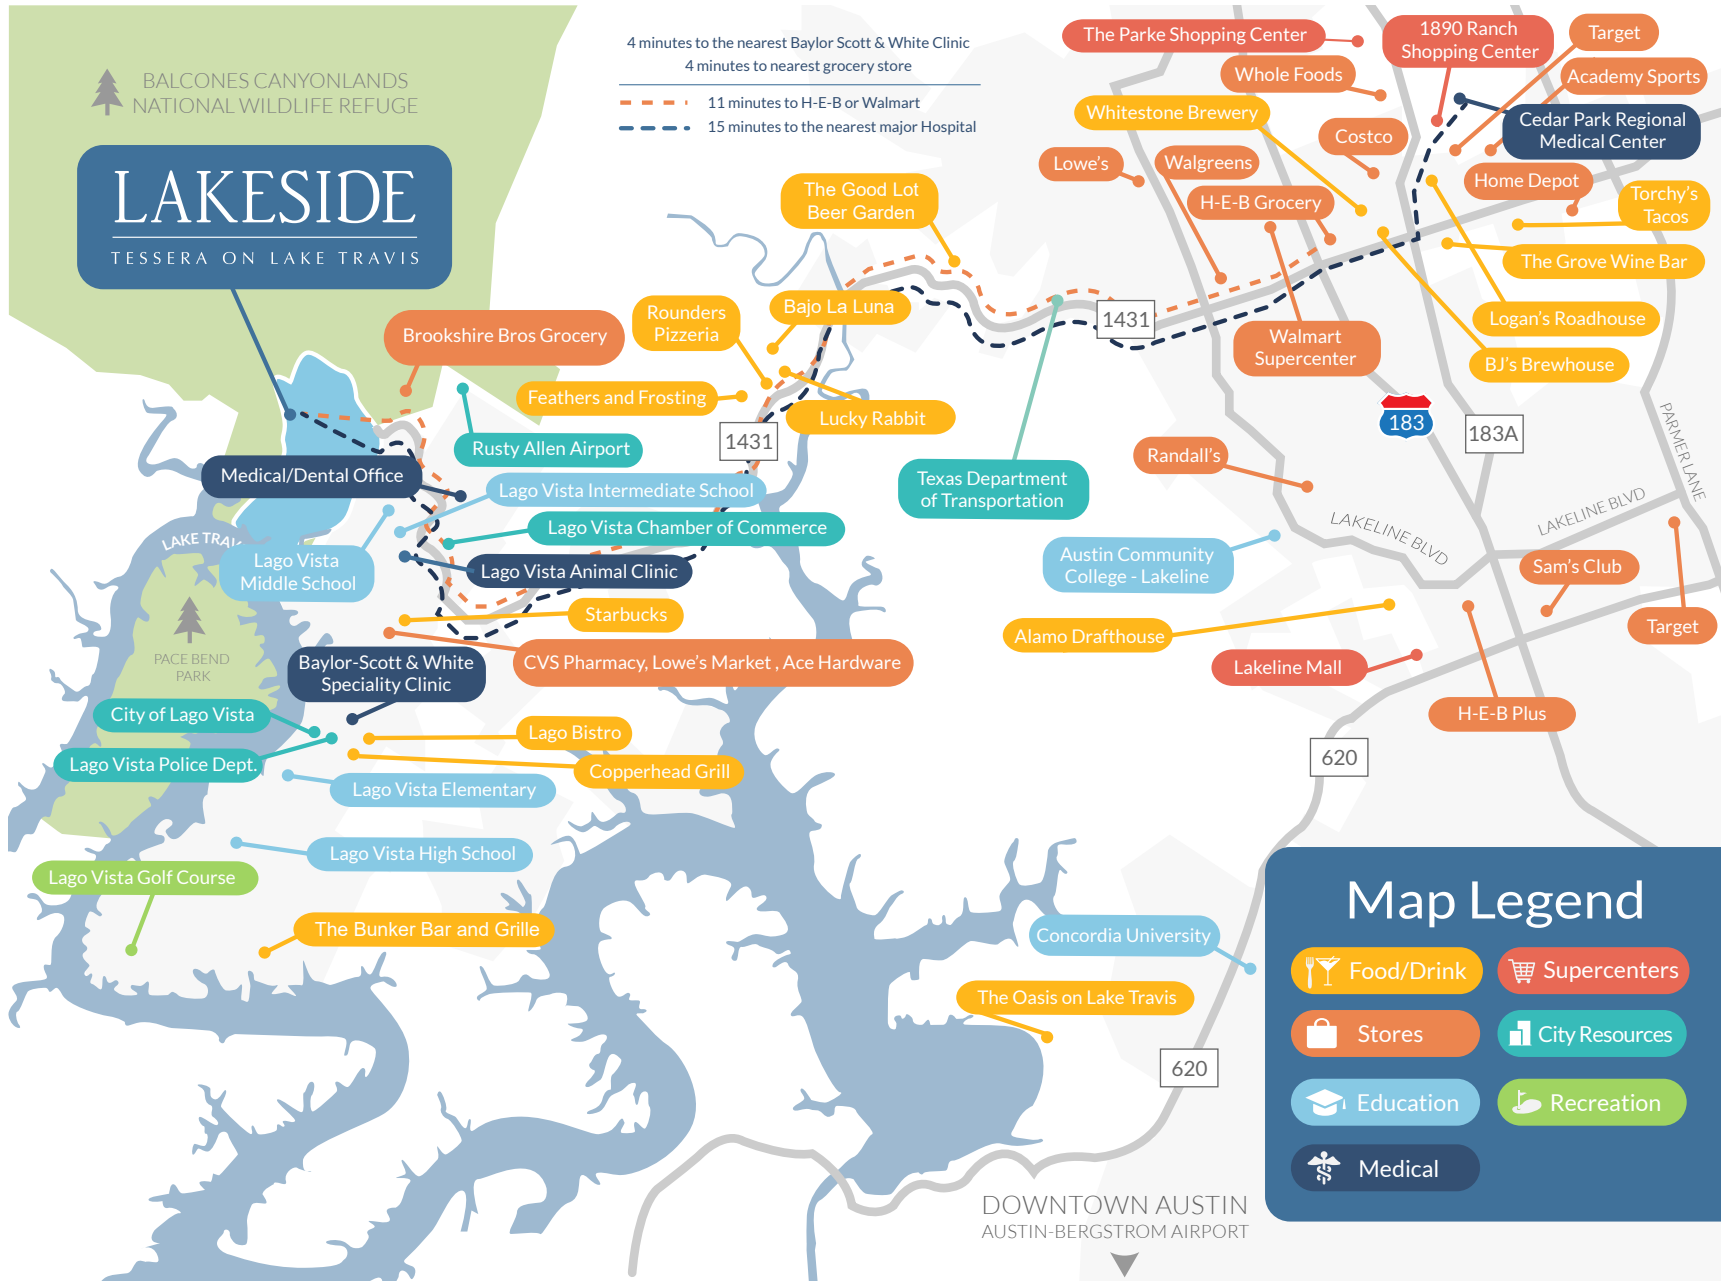 4 minutes to the nearest Baylor Scott & White Clinic
4 minutes to nearest grocery store
11 minutes to H-E-B or Walmart
15 minutes to the nearest major Hospital
BALCONES CANYONLANDS
NATIONAL WILDLIFE REFUGE
LAKESIDE
TESSERA ON LAKE TRAVIS
The Parke Shopping Center
1890 Ranch
Shopping Center
Target
Whole Foods
Academy Sports
Whitestone Brewery
Costco
Cedar Park Regional
Medical Center
Lowe's
Walgreens
Home Depot
H-E-B Grocery
Torchy's
Tacos
The Good Lot
Beer Garden
The Grove Wine Bar
Bajo La Luna
Rounders
Pizzeria
1431
Logan's Roadhouse
Brookshire Bros Grocery
Walmart
Supercenter
BJ's Brewhouse
Feathers and Frosting
Lucky Rabbit
183
183A
PARMER LANE
1431
Rusty Allen Airport
Randall's
Medical/Dental Office
Lago Vista Intermediate School
Texas Department
of Transportation
LAKELINE BLVD
LAKELINE BLVD
Lago Vista Chamber of Commerce
LAKE TRAV
Lago Vista
Middle School
Lago Vista Animal Clinic
Austin Community
College - Lakeline
Sam's Club
Starbucks
Alamo Drafthouse
Target
PACE BEND
PARK
Baylor-Scott & White
Speciality Clinic
CVS Pharmacy, Lowe's Market , Ace Hardware
Lakeline Mall
City of Lago Vista
H-E-B Plus
Lago Bistro
Lago Vista Police Dept.
Copperhead Grill
620
Lago Vista Elementary
Lago Vista High School
Lago Vista Golf Course
The Bunker Bar and Grille
Concordia University
The Oasis on Lake Travis
620
DOWNTOWN AUSTIN
AUSTIN-BERGSTROM AIRPORT
Map Legend
Food/Drink
Supercenters
Stores
City Resources
Education
Recreation
Medical